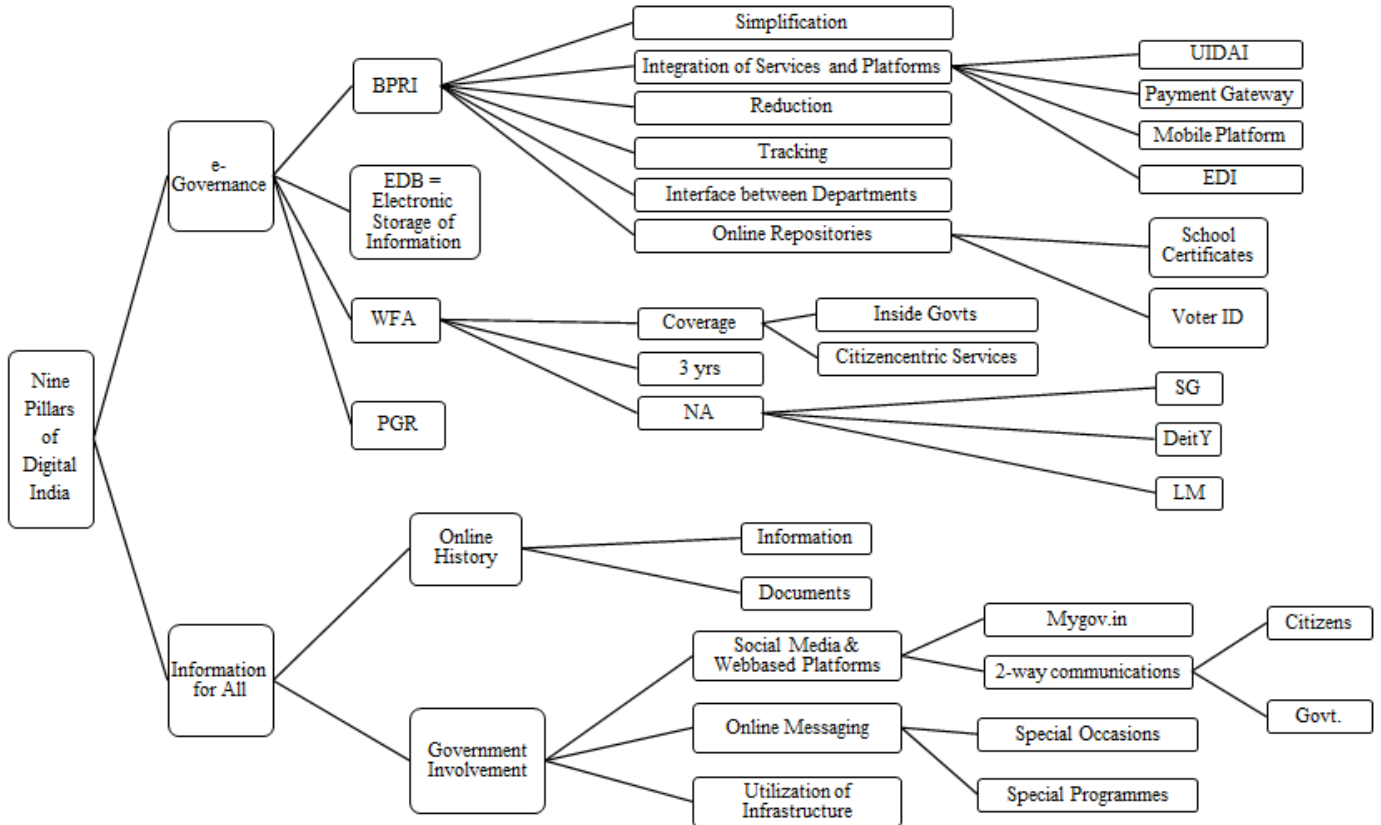 Nine
Pillars
of
Digital
India
e-
Governance
BPRI
Simplification
Integration of Services and Platforms
UIDAI
Payment Gateway
Mobile Platform
EDI
Reduction
Tracking
Interface between Departments
Online Repositories
School
Certificates
Voter ID
EDB =
Electronic
Storage of
Information
WFA
Coverage
Inside Govts
Citizencentric Services
3 yrs
NA
SG
DeitY
LM
PGR
Information
for All
Online
History
Information
Documents
Government
Involvement
Social Media &
Webbased Platforms
Mygov.in
2-way communications
Citizens
Govt.
Online Messaging
Special Occasions
Special Programmes
Utilization of
Infrastructure